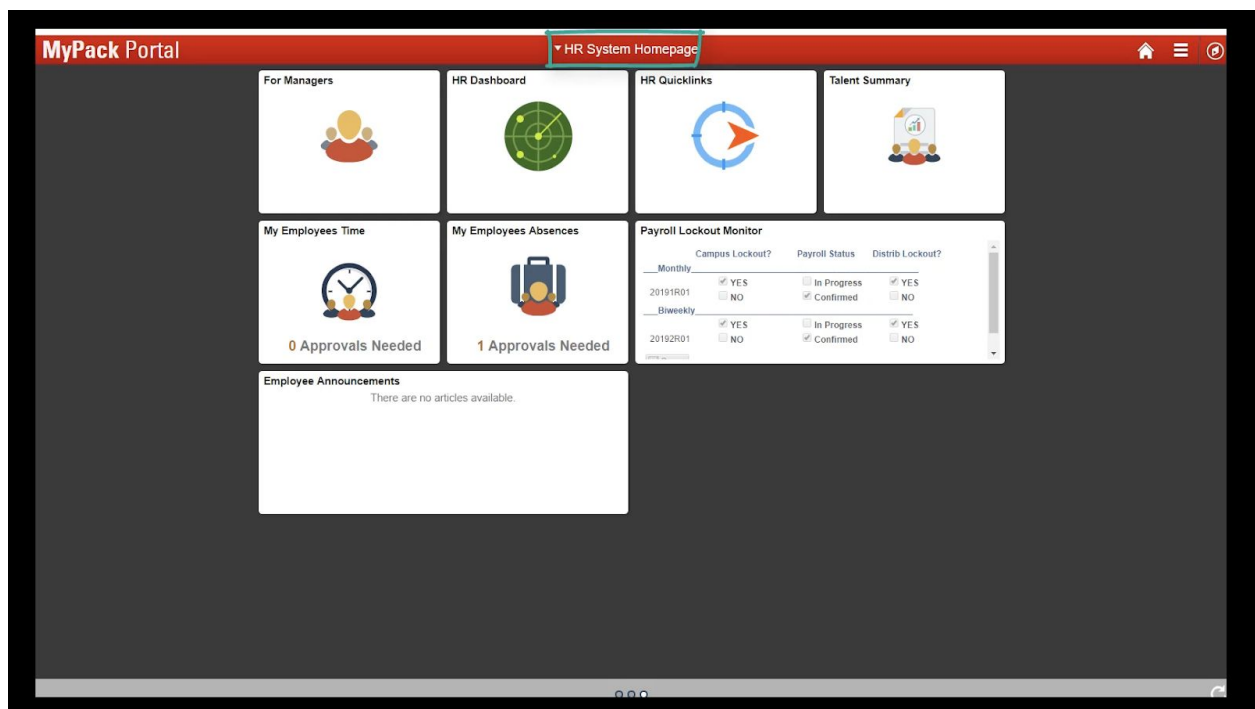 MyPack Portal
HR System Homepage
For Managers
HR Dashboard
HR Quicklinks
Talent Summary
My Employees Time
0 Approvals Needed
My Employees Absences
1 Approvals Needed
Payroll Lockout Monitor
Campus Lockout? Payroll Status Distrib Lockout?
Monthly
YES In Progress YES
20191R01
NO Confirmed NO
Biweekly
YES In Progress YES
20192R01
NO Confirmed NO
Employee Announcements
There are no articles available.